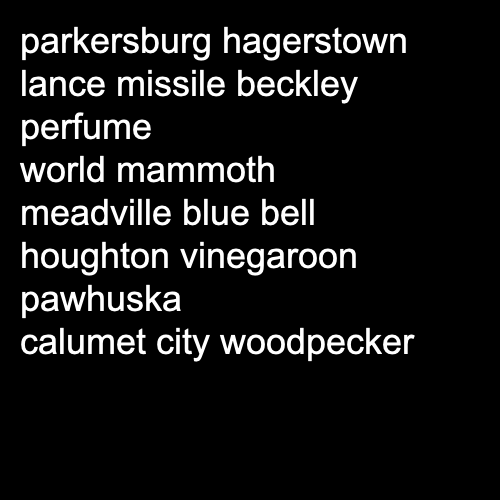 parkersburg hagerstown
lance missile beckley
perfume
world mammoth
meadville blue bell
houghton vinegaroon
pawhuska
calumet city woodpecker